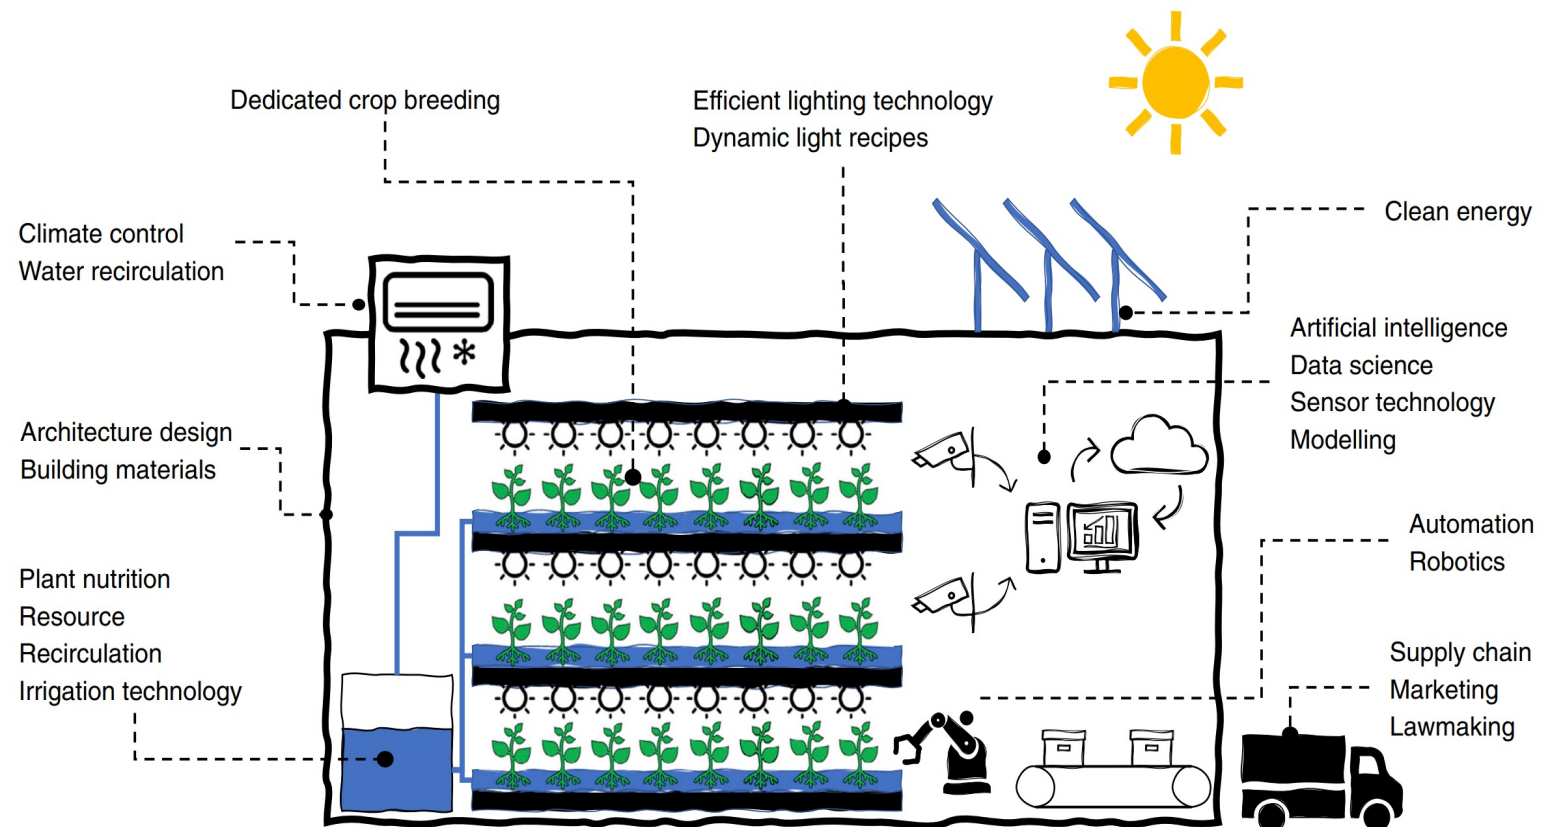 Dedicated crop breeding
Efficient lighting technology
Dynamic light recipes
Clean energy
Climate control
Water recirculation
Artificial intelligence
Data science
Sensor technology
Modelling
Architecture design
Building materials
Automation
Robotics
Plant nutrition
Resource
Recirculation
Irrigation technology
Supply chain
Marketing
Lawmaking